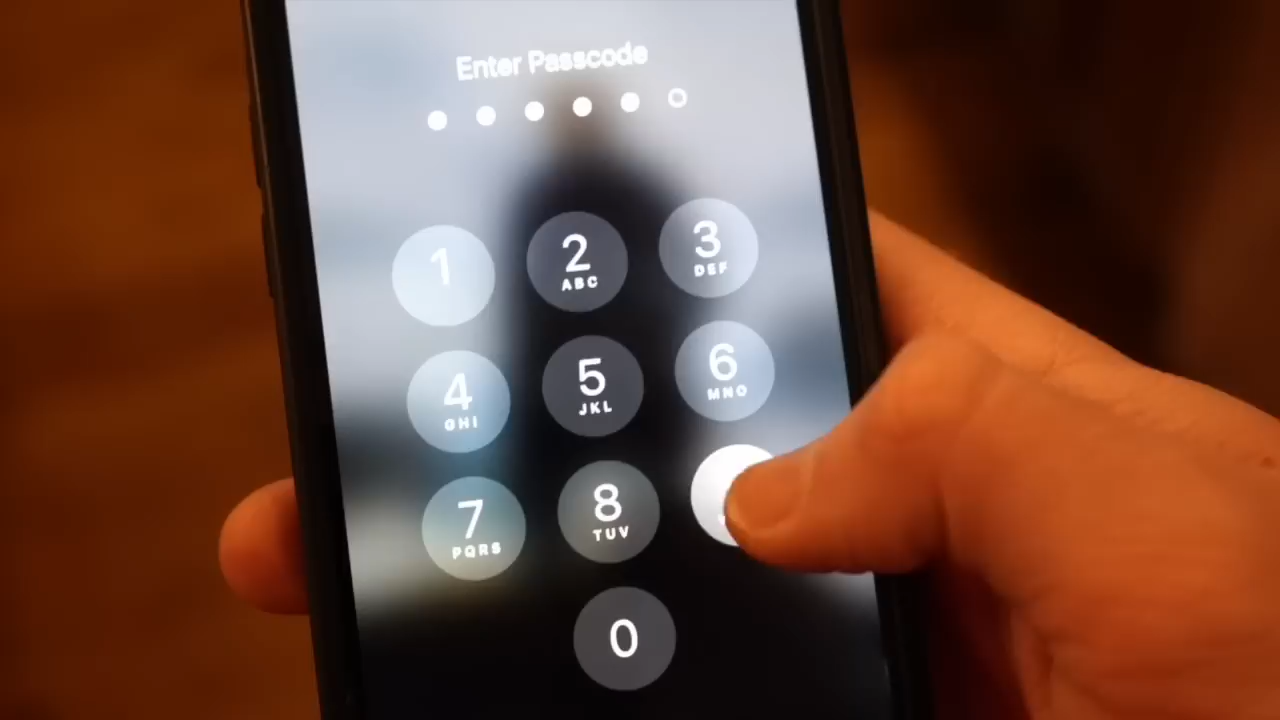 Enter Passcode
1 2 3
ABC DEF
4 5 6
GHI JKL MNO
7 8
PQRS TUV
0